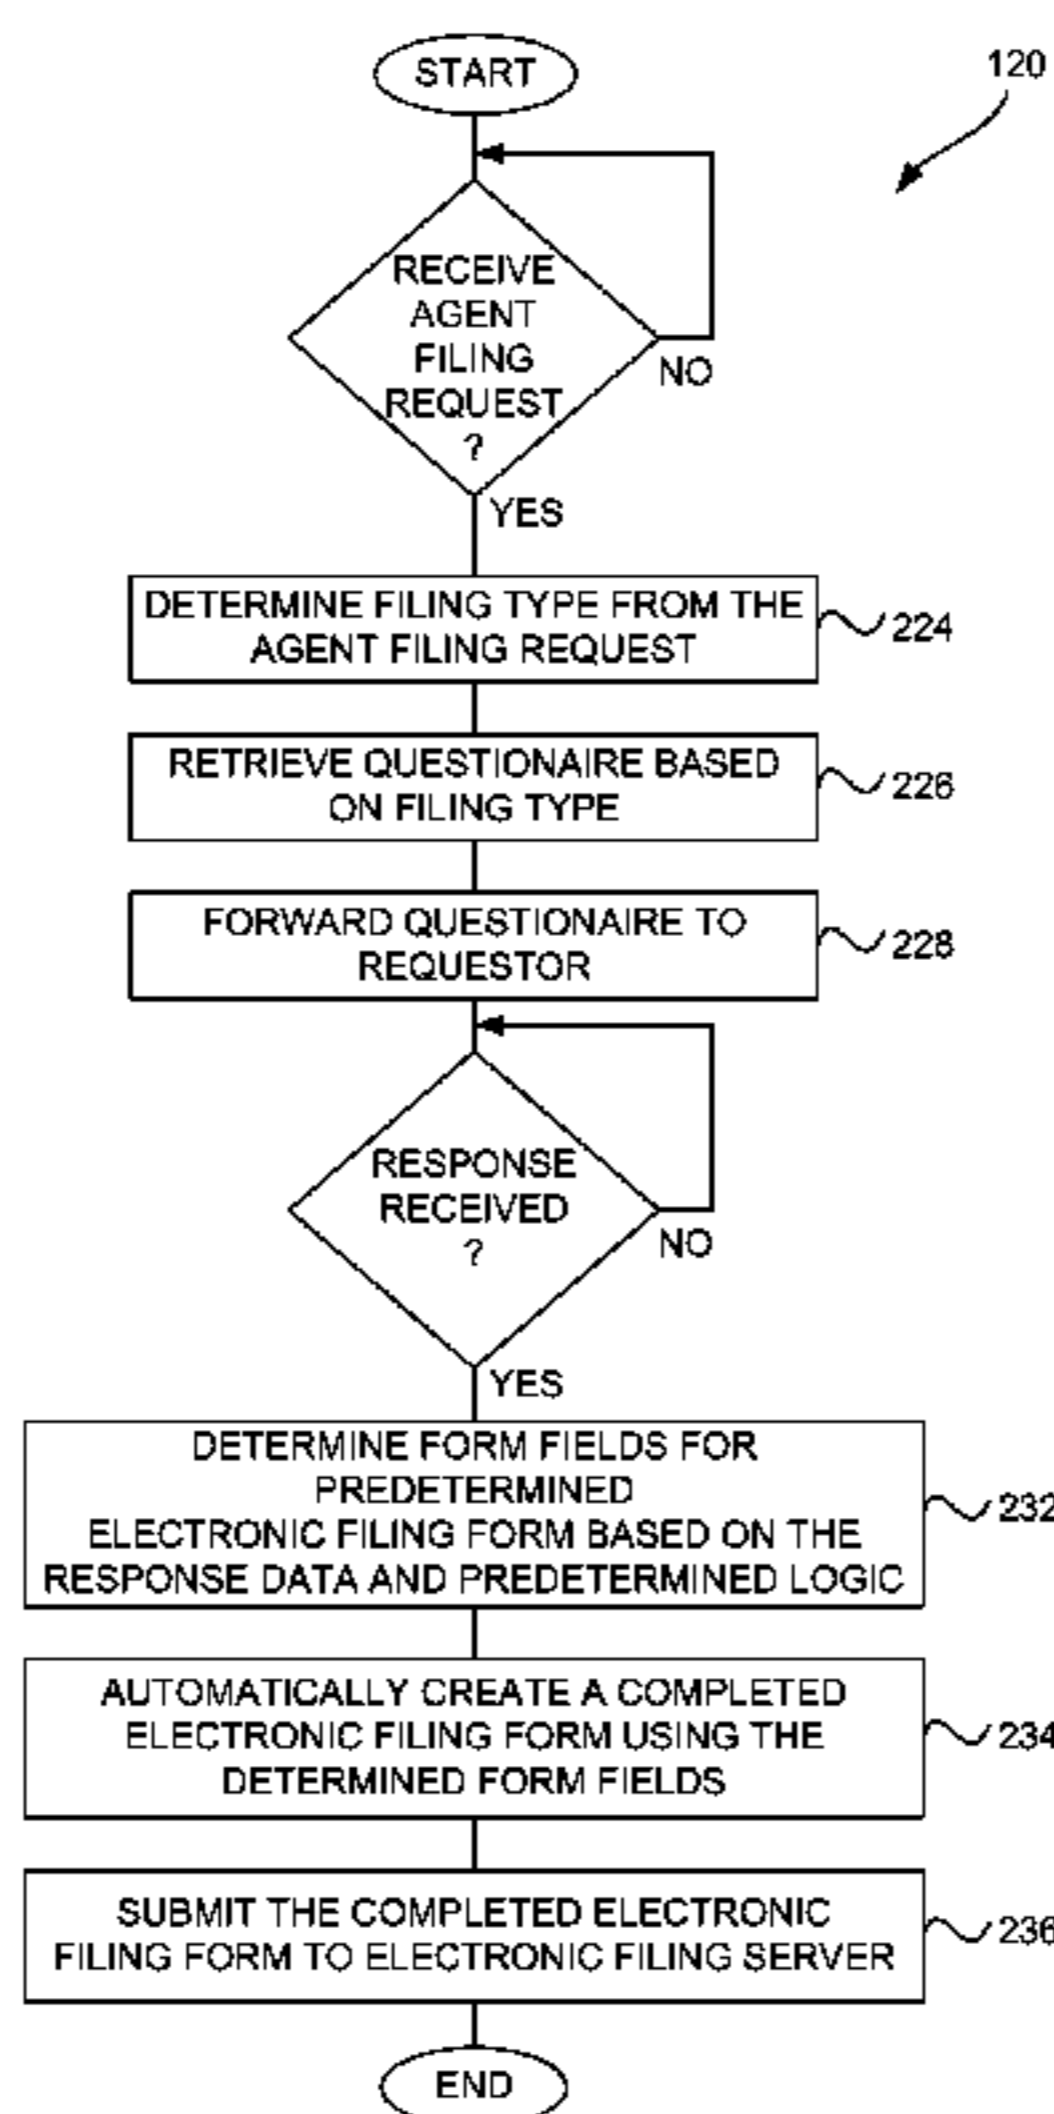 START
120
RECEIVE
AGENT
FILING
REQUEST
?
NO
YES
DETERMINE FILING TYPE FROM THE
AGENT FILING REQUEST
224
RETRIEVE QUESTIONAIRE BASED
ON FILING TYPE
226
FORWARD QUESTIONAIRE TO
REQUESTOR
228
RESPONSE
RECEIVED
?
NO
YES
DETERMINE FORM FIELDS FOR
PREDETERMINED
ELECTRONIC FILING FORM BASED ON THE
RESPONSE DATA AND PREDETERMINED LOGIC
232
AUTOMATICALLY CREATE A COMPLETED
ELECTRONIC FILING FORM USING THE
DETERMINED FORM FIELDS
234
SUBMIT THE COMPLETED ELECTRONIC
FILING FORM TO ELECTRONIC FILING SERVER
236
END